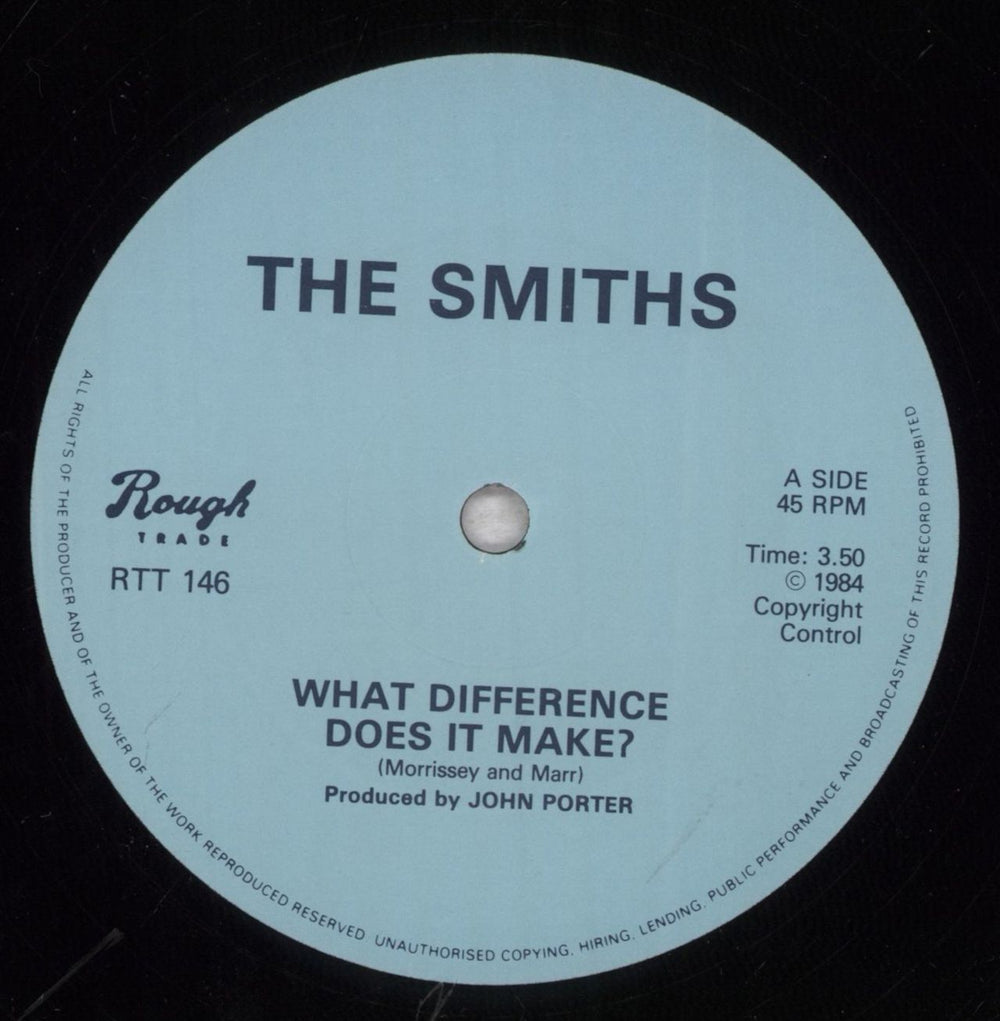 THE SMITHS
Rough
TRADE
RTT 146
A SIDE
45 RPM
Time: 3.50
© 1984
Copyright
Control
WHAT DIFFERENCE
DOES IT MAKE?
(Morrissey and Marr)
Produced by JOHN PORTER
ALL RIGHTS OF THE PRODUCER AND OF THE OWNER OF THE WORK REPRODUCED RESERVED. UNAUTHORISED COPYING, HIRING, LENDING, PUBLIC PERFORMANCE AND BROADCASTING OF THIS RECORD PROHIBITED